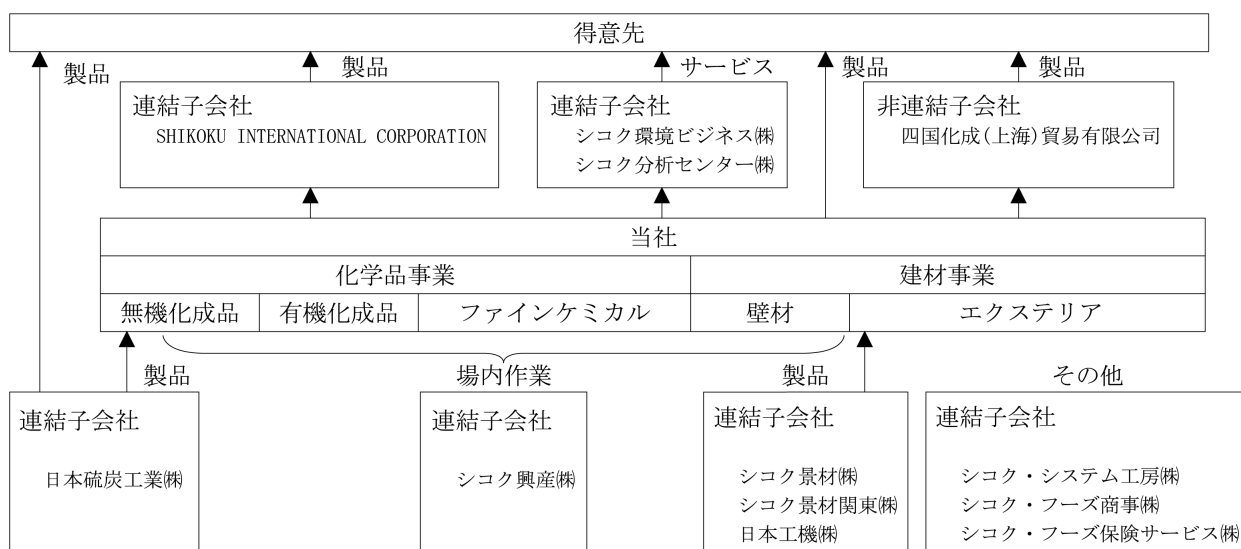 得意先
製品
製品
サービス
製品
製品
連結子会社
SHIKOKU INTERNATIONAL CORPORATION
連結子会社
シコク環境ビジネス㈱
シコク分析センター㈱
非連結子会社
四国化成(上海)貿易有限公司
当社
化学品事業
建材事業
無機化成品
有機化成品
ファインケミカル
壁材
エクステリア
製品
場内作業
製品
その他
連結子会社
日本硫炭工業㈱
連結子会社
シコク興産㈱
連結子会社
シコク景材㈱
シコク景材関東㈱
日本工機㈱
連結子会社
シコク・システム工房㈱
シコク・フーズ商事㈱
シコク・フーズ保険サービス㈱